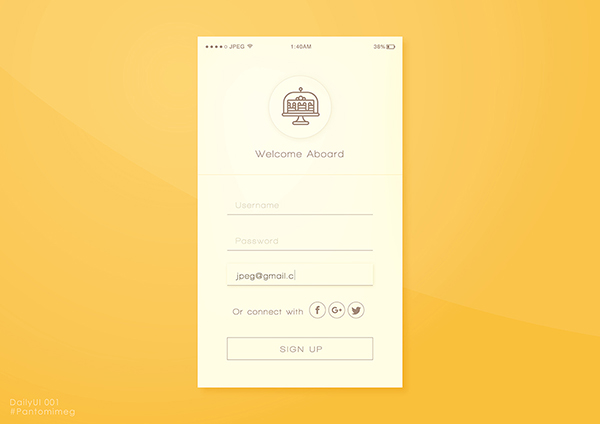 JPEG 1:40AM 36%
Welcome Aboard
Username
Password
jpeg@gmail.c
Or connect with f G+
SIGN UP
DailyUI 001
#Pantomimeg